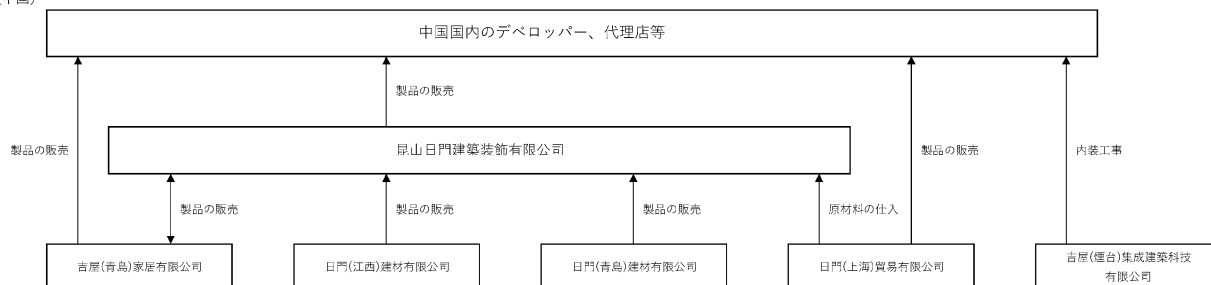 中国国内のデベロッパー、代理店等
製品の販売
製品の販売
昆山日門建築装飾有限公司
製品の販売
内装工事
製品の販売
製品の販売
製品の販売
原材料の仕入
吉屋(青島)家居有限公司
日門(江西)建材有限公司
日門(青島)建材有限公司
日門(上海)貿易有限公司
吉屋(煙台)集成建築科技
有限公司